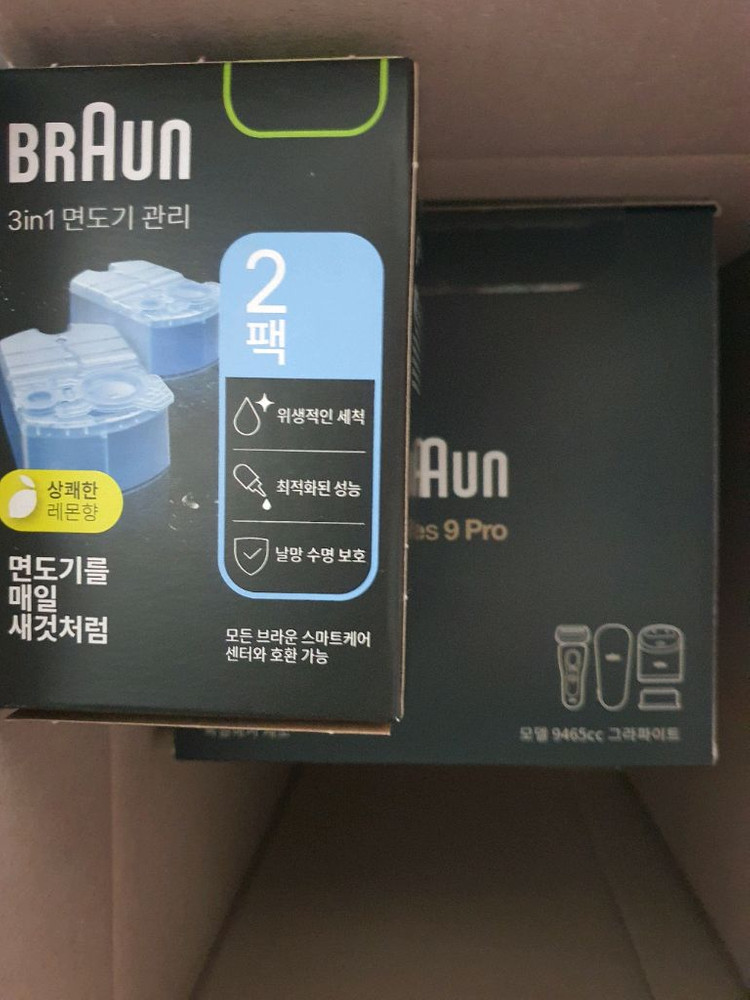 BRAUN
3in1 면도기 관리
2
팩
위생적인 세척
최적화된 성능
날망 수명 보호
상쾌한
레몬향
면도기를
매일
새것처럼
모든 브라운 스마트케어
센터와 호환 가능
AUN
es 9 Pro
모델 9465cc 그라파이트